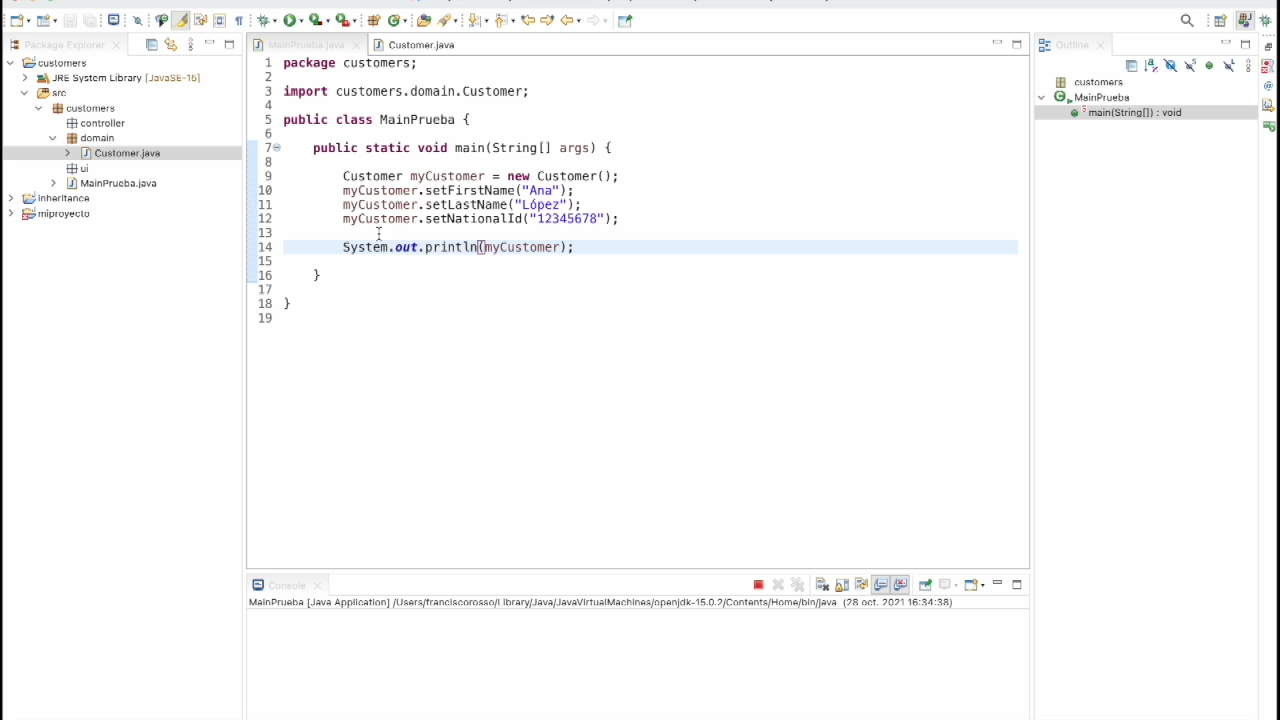 Package Explorer
customers
JRE System Library [JavaSE-15]
src
customers
controller
domain
Customer.java
ui
MainPrueba.java
inheritance
miproyecto
MainPrueba.java
Customer.java
1 package customers;
2
3 import customers.domain.Customer;
4
5 public class MainPrueba {
6
7 public static void main(String[] args) {
8
9 Customer myCustomer = new Customer();
10 myCustomer.setFirstName("Ana");
11 myCustomer.setLastName("López");
12 myCustomer.setNationalId("12345678");
13
14 System.out.println(myCustomer);
15
16 }
17
18 }
19
Outline
customers
MainPrueba
main(String[]) : void
Console
MainPrueba [Java Application] /Users/franciscorosso/Library/Java/JavaVirtualMachines/openjdk-15.0.2/Contents/Home/bin/java (28 oct. 2021 16:34:38)